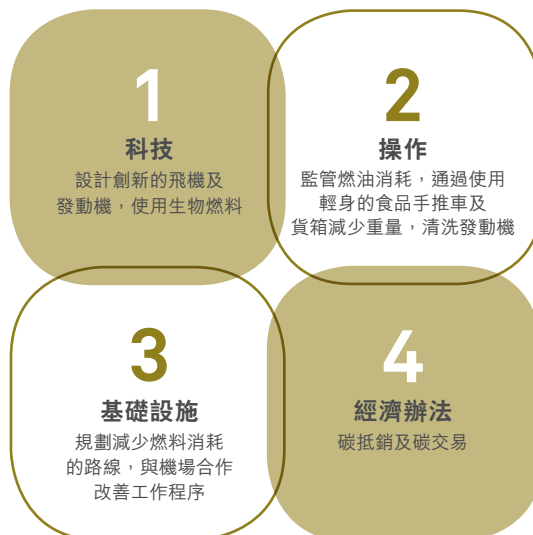 1
科技
設計創新的飛機及
發動機，使用生物燃料
2
操作
監管燃油消耗，通過使用
輕身的食品手推車及
貨箱減少重量，清洗發動機
3
基礎設施
規劃減少燃料消耗
的路線，與機場合作
改善工作程序
4
經濟辦法
碳抵銷及碳交易